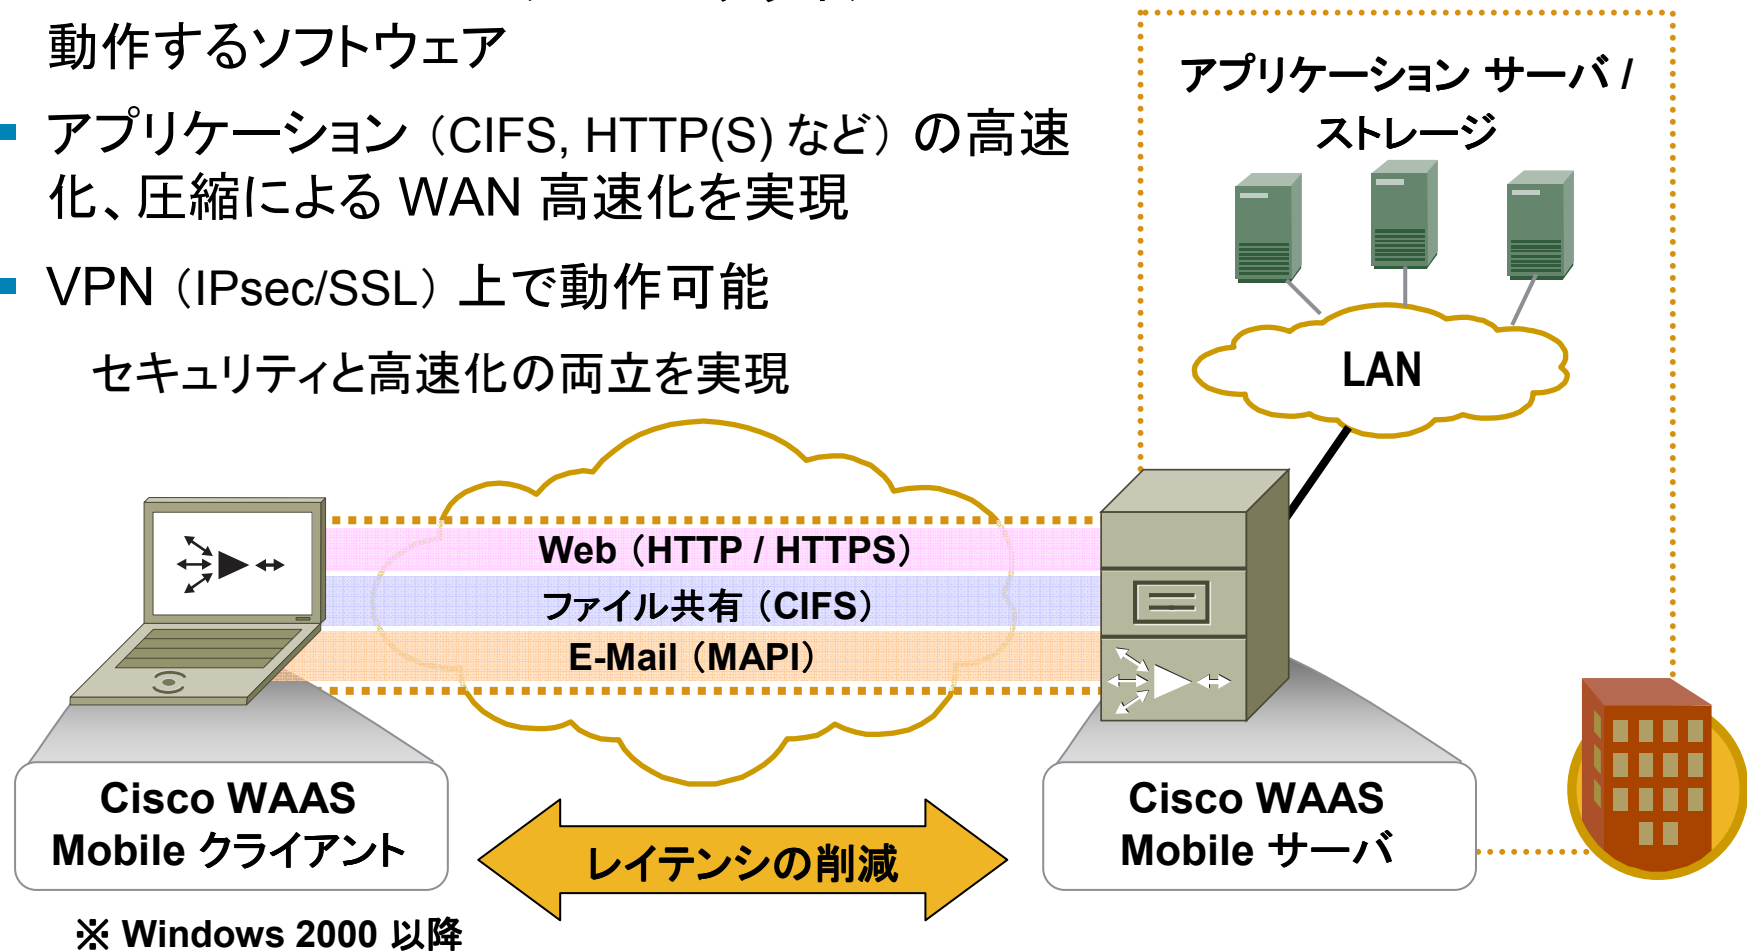 動作するソフトウェア
アプリケーション（CIFS, HTTP(S) など）の高速
化、圧縮による WAN 高速化を実現
VPN（IPsec/SSL）上で動作可能
セキュリティと高速化の両立を実現
アプリケーション サーバ /
ストレージ
LAN
Web（HTTP / HTTPS）
ファイル共有（CIFS）
E-Mail（MAPI）
Cisco WAAS
Mobile クライアント
レイテンシの削減
Cisco WAAS
Mobile サーバ
※ Windows 2000 以降